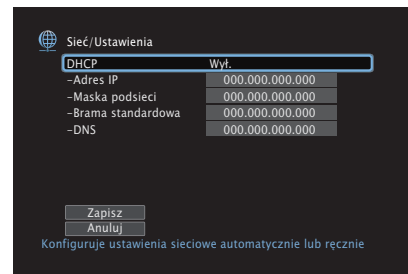 Sieć/Ustawienia
DHCP Wył.
–Adres IP 000.000.000.000
–Maska podsieci 000.000.000.000
–Brama standardowa 000.000.000.000
–DNS 000.000.000.000
Zapisz
Anuluj
Konfiguruje ustawienia sieciowe automatycznie lub ręcznie